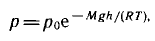 p = p₀e^{-Mgh/(RT)},